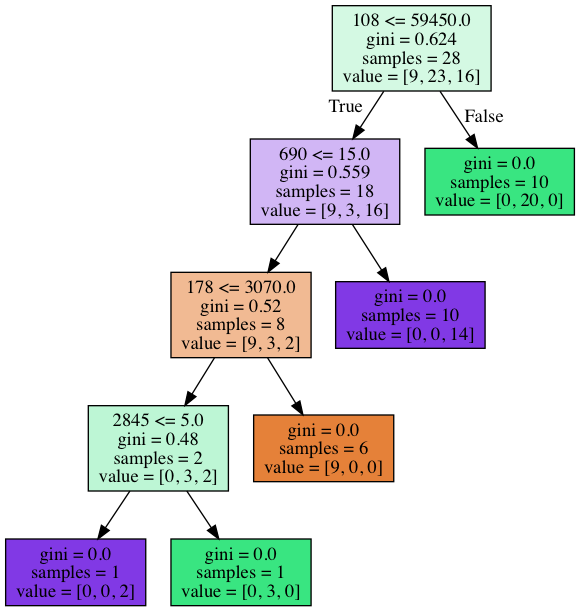 108 <= 59450.0
gini = 0.624
samples = 28
value = [9, 23, 16]
True
False
690 <= 15.0
gini = 0.559
samples = 18
value = [9, 3, 16]
gini = 0.0
samples = 10
value = [0, 20, 0]
178 <= 3070.0
gini = 0.52
samples = 8
value = [9, 3, 2]
gini = 0.0
samples = 10
value = [0, 0, 14]
2845 <= 5.0
gini = 0.48
samples = 2
value = [0, 3, 2]
gini = 0.0
samples = 6
value = [9, 0, 0]
gini = 0.0
samples = 1
value = [0, 0, 2]
gini = 0.0
samples = 1
value = [0, 3, 0]